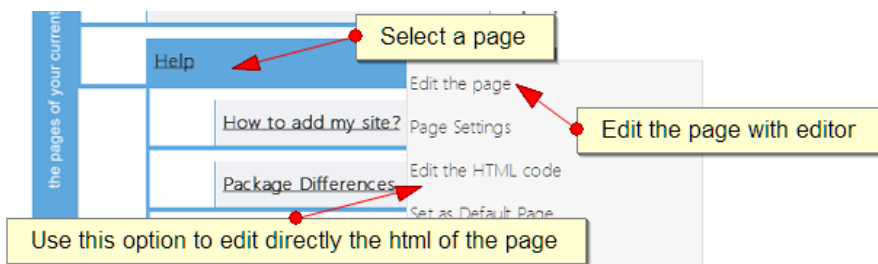 the pages of your current
Select a page
Help
Edit the page
How to add my site?
Page Settings
Edit the page with editor
Edit the HTML code
Package Differences
Set as Default Page
Use this option to edit directly the html of the page